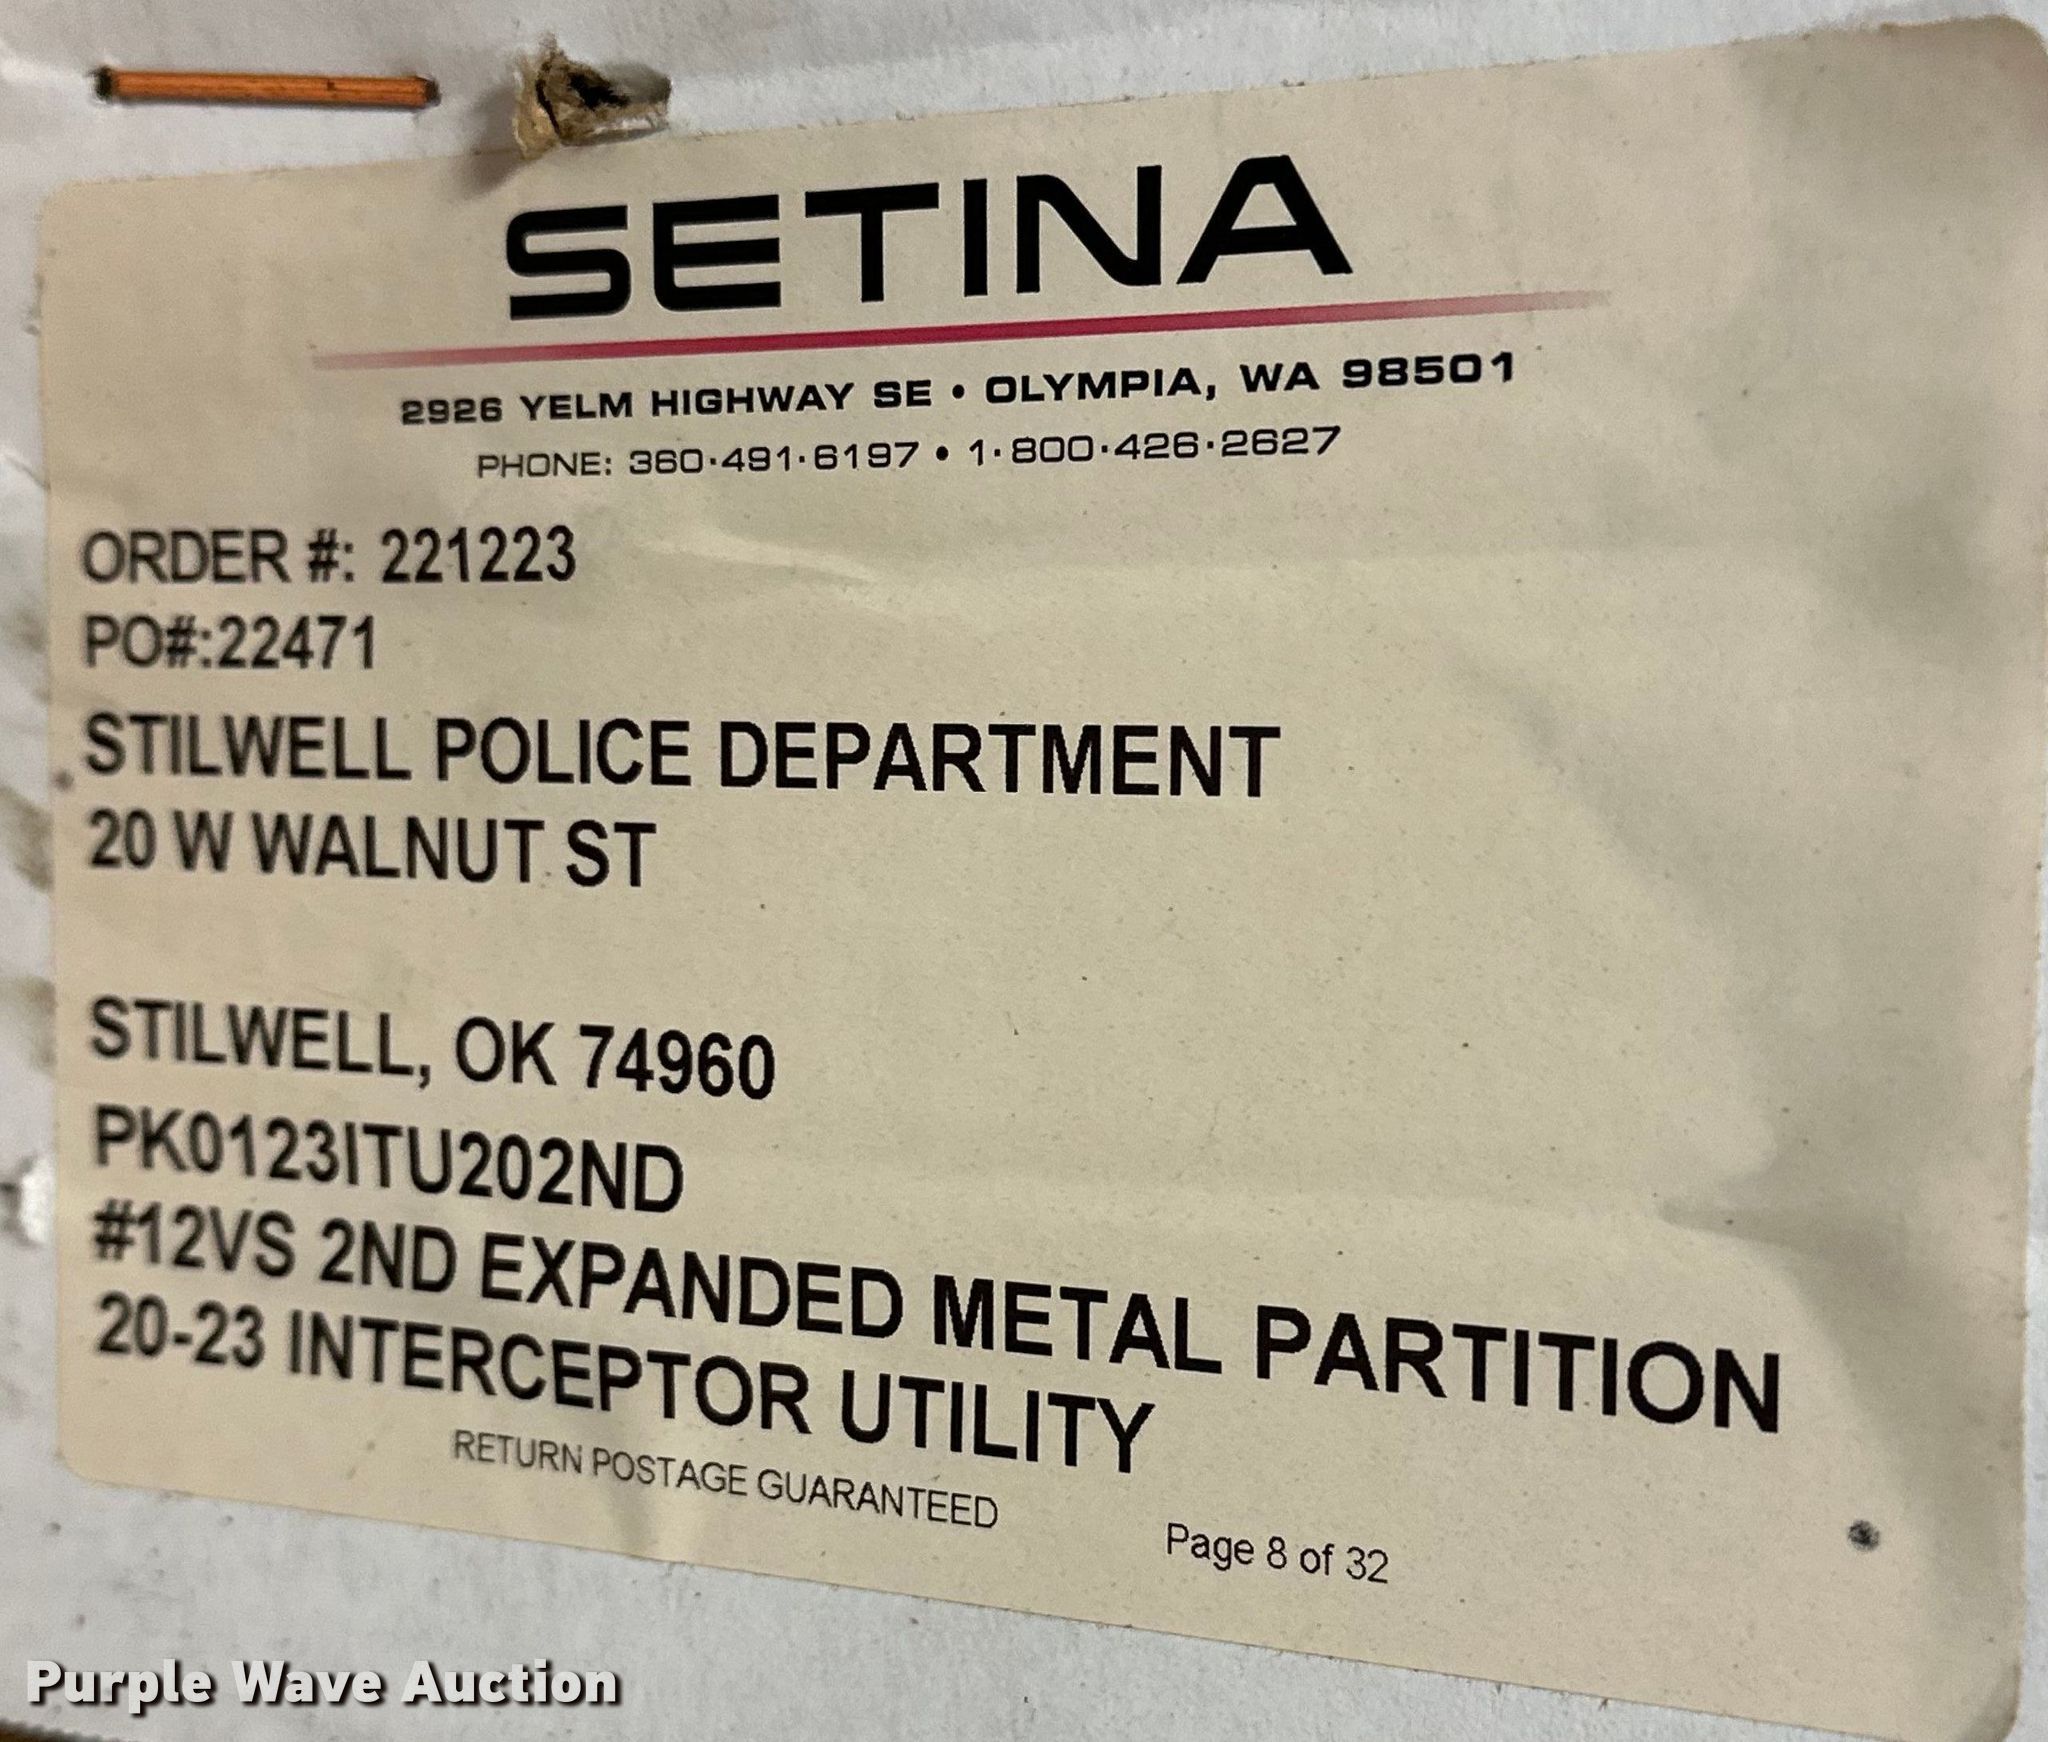 SETINA
2926 YELM HIGHWAY SE • OLYMPIA, WA 98501
PHONE: 360·491·6197 • 1·800·426·2627
ORDER #: 221223
PO#:22471
STILWELL POLICE DEPARTMENT
20 W WALNUT ST
STILWELL, OK 74960
PK0123ITU202ND
#12VS 2ND EXPANDED METAL PARTITION
20-23 INTERCEPTOR UTILITY
RETURN POSTAGE GUARANTEED
Page 8 of 32
Purple Wave Auction